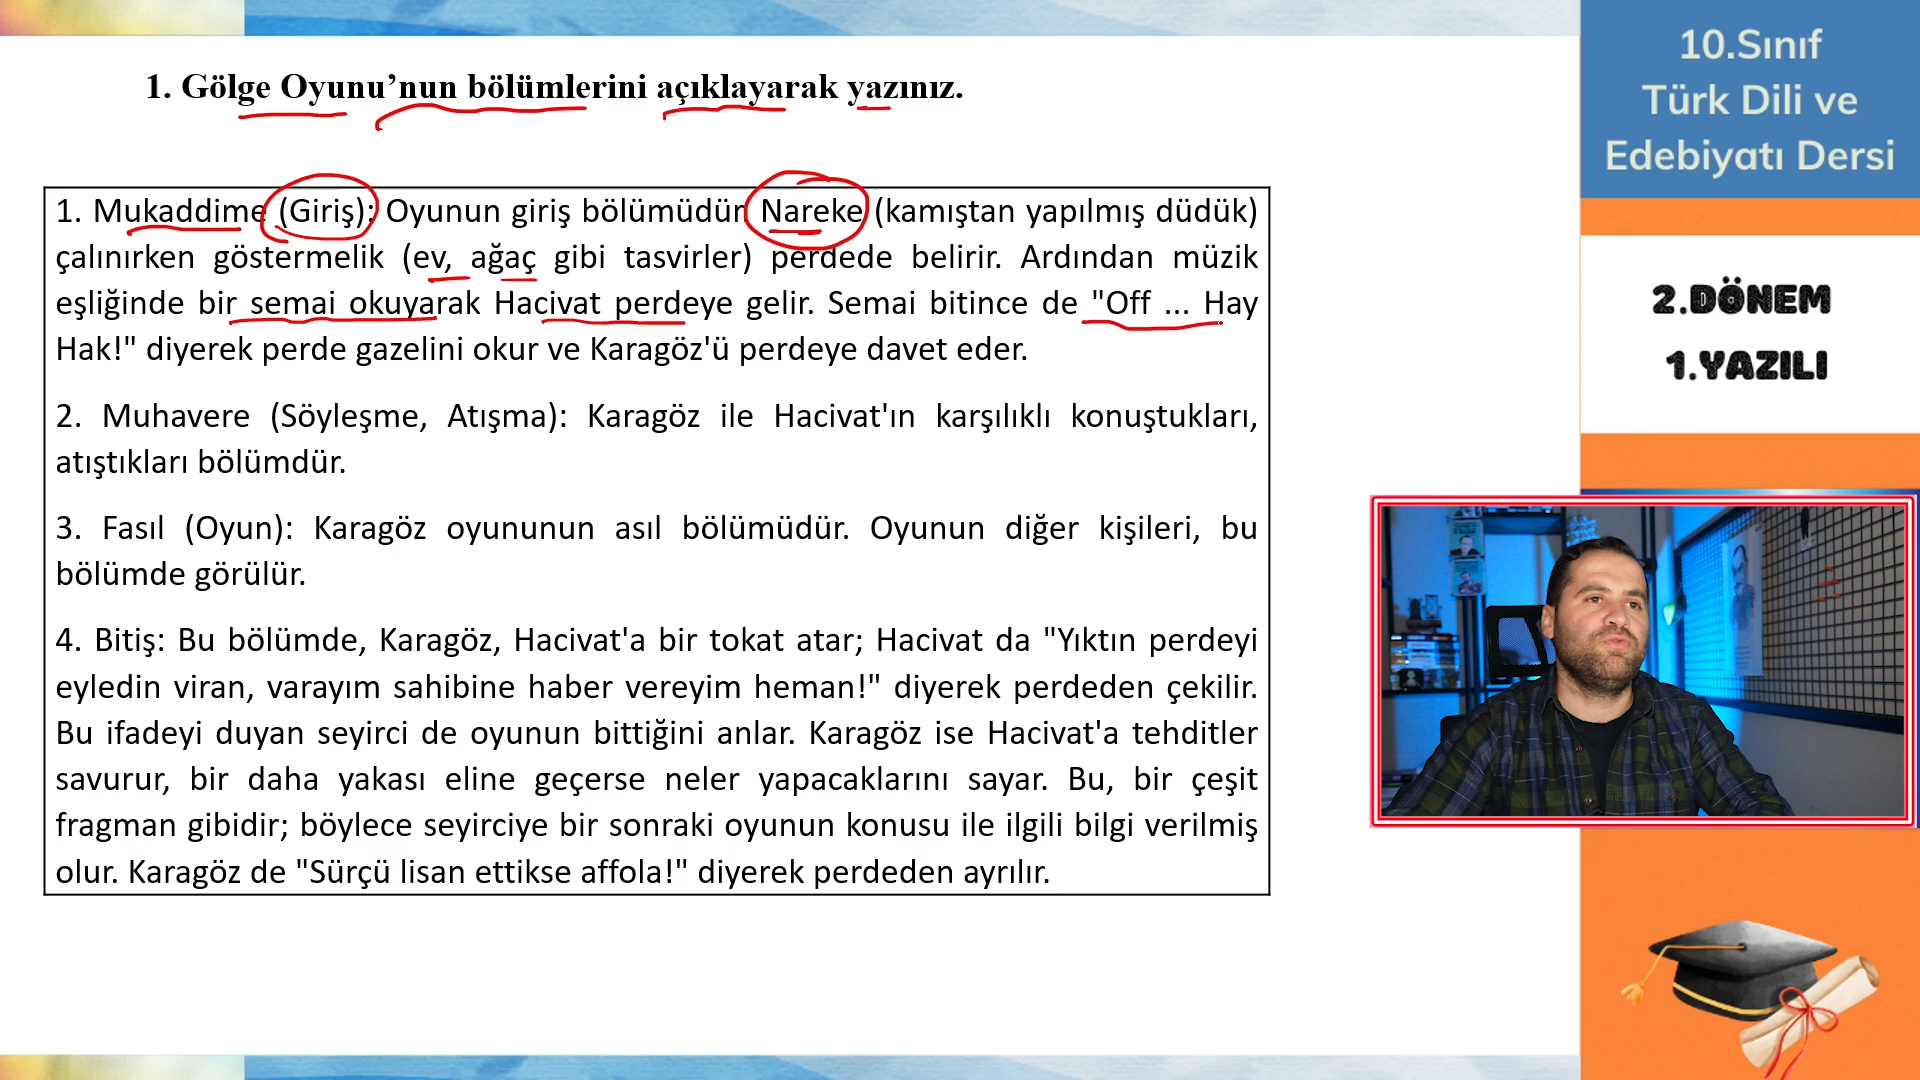 1. Gölge Oyunu’nun bölümlerini açıklayarak yazınız.
1. Mukaddime (Giriş): Oyunun giriş bölümüdür. Nareke (kamıştan yapılmış düdük)
çalınırken göstermelik (ev, ağaç gibi tasvirler) perdede belirir. Ardından müzik
eşliğinde bir semai okuyarak Hacivat perdeye gelir. Semai bitince de "Off ... Hay
Hak!" diyerek perde gazelini okur ve Karagöz'ü perdeye davet eder.
2. Muhavere (Söyleşme, Atışma): Karagöz ile Hacivat'ın karşılıklı konuştukları,
atıştıkları bölümdür.
3. Fasıl (Oyun): Karagöz oyununun asıl bölümüdür. Oyunun diğer kişileri, bu
bölümde görülür.
4. Bitiş: Bu bölümde, Karagöz, Hacivat'a bir tokat atar; Hacivat da "Yıktın perdeyi
eyledin viran, varayım sahibine haber vereyim heman!" diyerek perdeden çekilir.
Bu ifadeyi duyan seyirci de oyunun bittiğini anlar. Karagöz ise Hacivat'a tehditler
savurur, bir daha yakası eline geçerse neler yapacaklarını sayar. Bu, bir çeşit
fragman gibidir; böylece seyirciye bir sonraki oyunun konusu ile ilgili bilgi verilmiş
olur. Karagöz de "Sürçü lisan ettikse affola!" diyerek perdeden ayrılır.
10.Sınıf
Türk Dili ve
Edebiyatı Dersi
2.DÖNEM
1.YAZILI